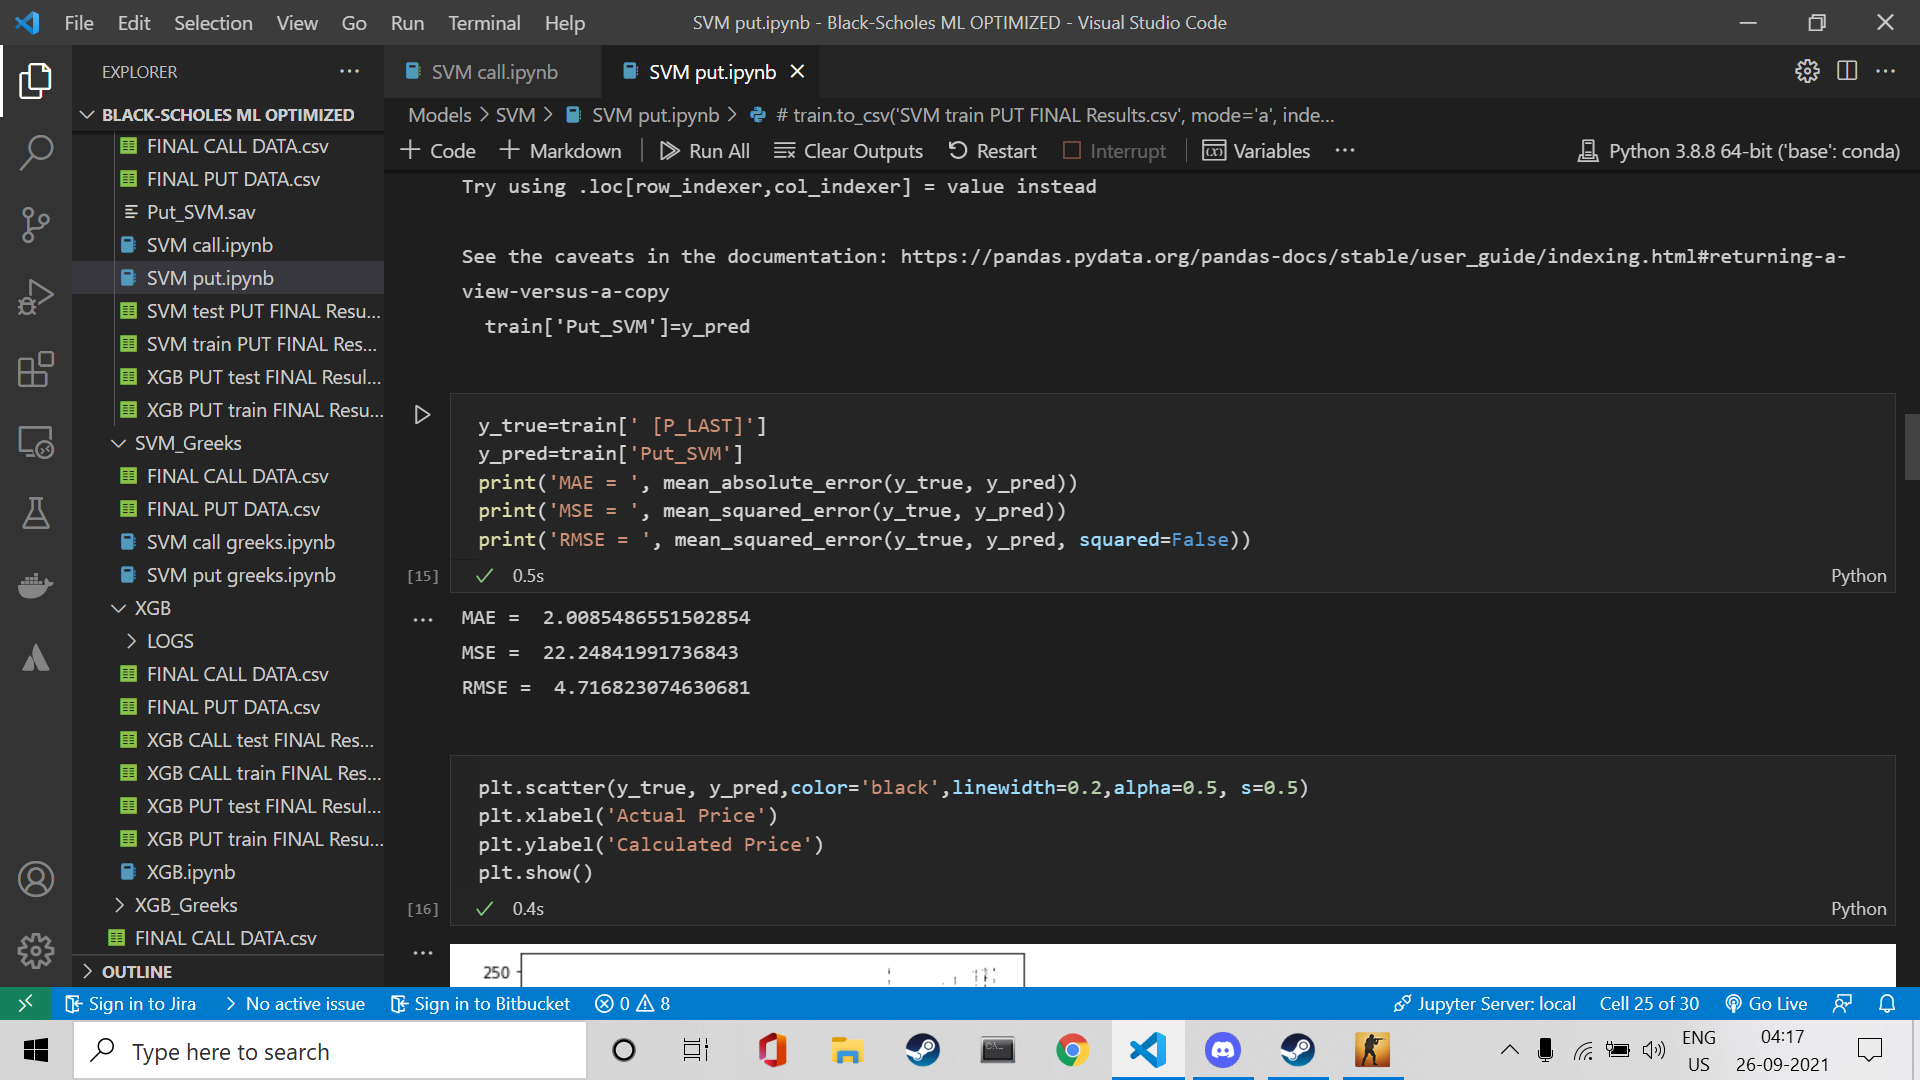 File Edit Selection View Go Run Terminal Help
SVM put.ipynb - Black-Scholes ML OPTIMIZED - Visual Studio Code
EXPLORER
BLACK-SCHOLES ML OPTIMIZED
FINAL CALL DATA.csv
FINAL PUT DATA.csv
Put_SVM.sav
SVM call.ipynb
SVM put.ipynb
SVM test PUT FINAL Resu...
SVM train PUT FINAL Res...
XGB PUT test FINAL Resul...
XGB PUT train FINAL Resu...
SVM_Greeks
FINAL CALL DATA.csv
FINAL PUT DATA.csv
SVM call greeks.ipynb
SVM put greeks.ipynb
XGB
LOGS
FINAL CALL DATA.csv
FINAL PUT DATA.csv
XGB CALL test FINAL Res...
XGB CALL train FINAL Res...
XGB PUT test FINAL Resul...
XGB PUT train FINAL Resu...
XGB.ipynb
XGB_Greeks
FINAL CALL DATA.csv
OUTLINE
SVM call.ipynb
SVM put.ipynb
Models > SVM > SVM put.ipynb > # train.to_csv('SVM train PUT FINAL Results.csv', mode='a', inde...
+ Code + Markdown Run All Clear Outputs Restart Interrupt Variables ... Python 3.8.8 64-bit ('base': conda)
Try using .loc[row_indexer,col_indexer] = value instead
See the caveats in the documentation: https://pandas.pydata.org/pandas-docs/stable/user_guide/indexing.html#returning-a-
view-versus-a-copy
train['Put_SVM']=y_pred
y_true=train[' [P_LAST]']
y_pred=train['Put_SVM']
print('MAE = ', mean_absolute_error(y_true, y_pred))
print('MSE = ', mean_squared_error(y_true, y_pred))
print('RMSE = ', mean_squared_error(y_true, y_pred, squared=False))
[15] 0.5s Python
MAE =  2.0085486551502854
MSE =  22.24841991736843
RMSE =  4.716823074630681
plt.scatter(y_true, y_pred,color='black',linewidth=0.2,alpha=0.5, s=0.5)
plt.xlabel('Actual Price')
plt.ylabel('Calculated Price')
plt.show()
[16] 0.4s Python
250
Sign in to Jira No active issue Sign in to Bitbucket 0 8 Jupyter Server: local Cell 25 of 30 Go Live
Type here to search
ENG
US
04:17
26-09-2021